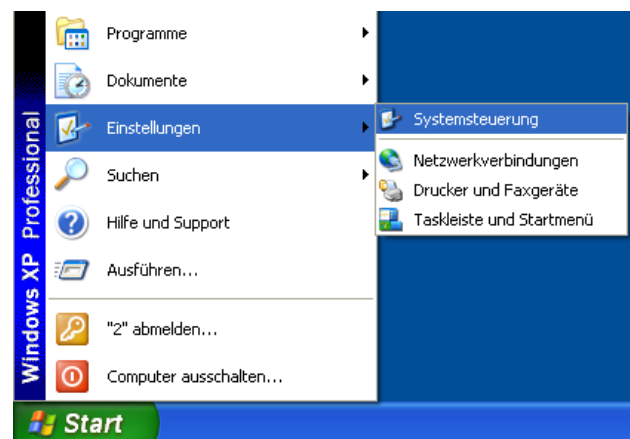 Programme
Dokumente
Einstellungen
Suchen
Hilfe und Support
Ausführen...
"2" abmelden...
Computer ausschalten...
Systemsteuerung
Netzwerkverbindungen
Drucker und Faxgeräte
Taskleiste und Startmenü
Windows XP Professional
Start